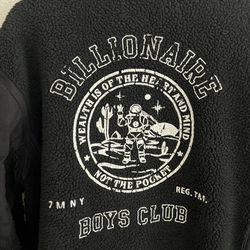 BILLIONAIRE
WEALTH IS OF THE HEART AND MIND
NOT THE POCKET
7 M N Y
REG. TM.
BOYS CLUB